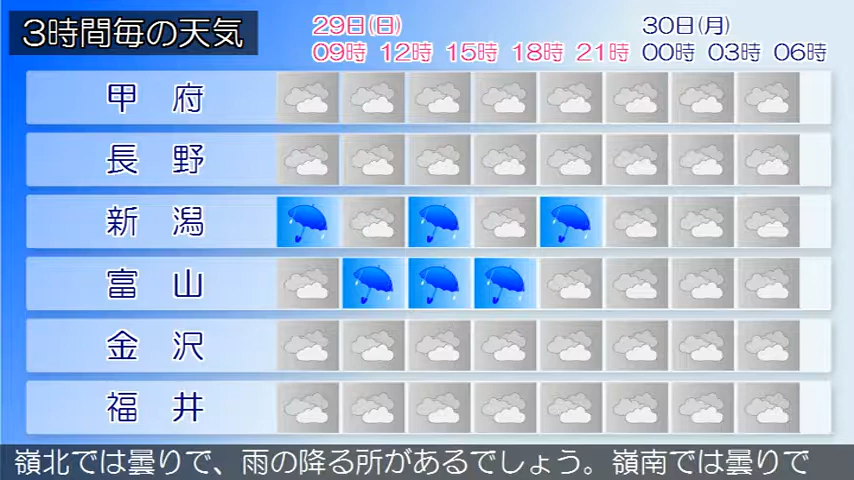 3時間毎の天気
29日(日) 30日(月)
09時 12時 15時 18時 21時 00時 03時 06時
甲府
長野
新潟
富山
金沢
福井
嶺北では曇りで、雨の降る所があるでしょう。嶺南では曇りで